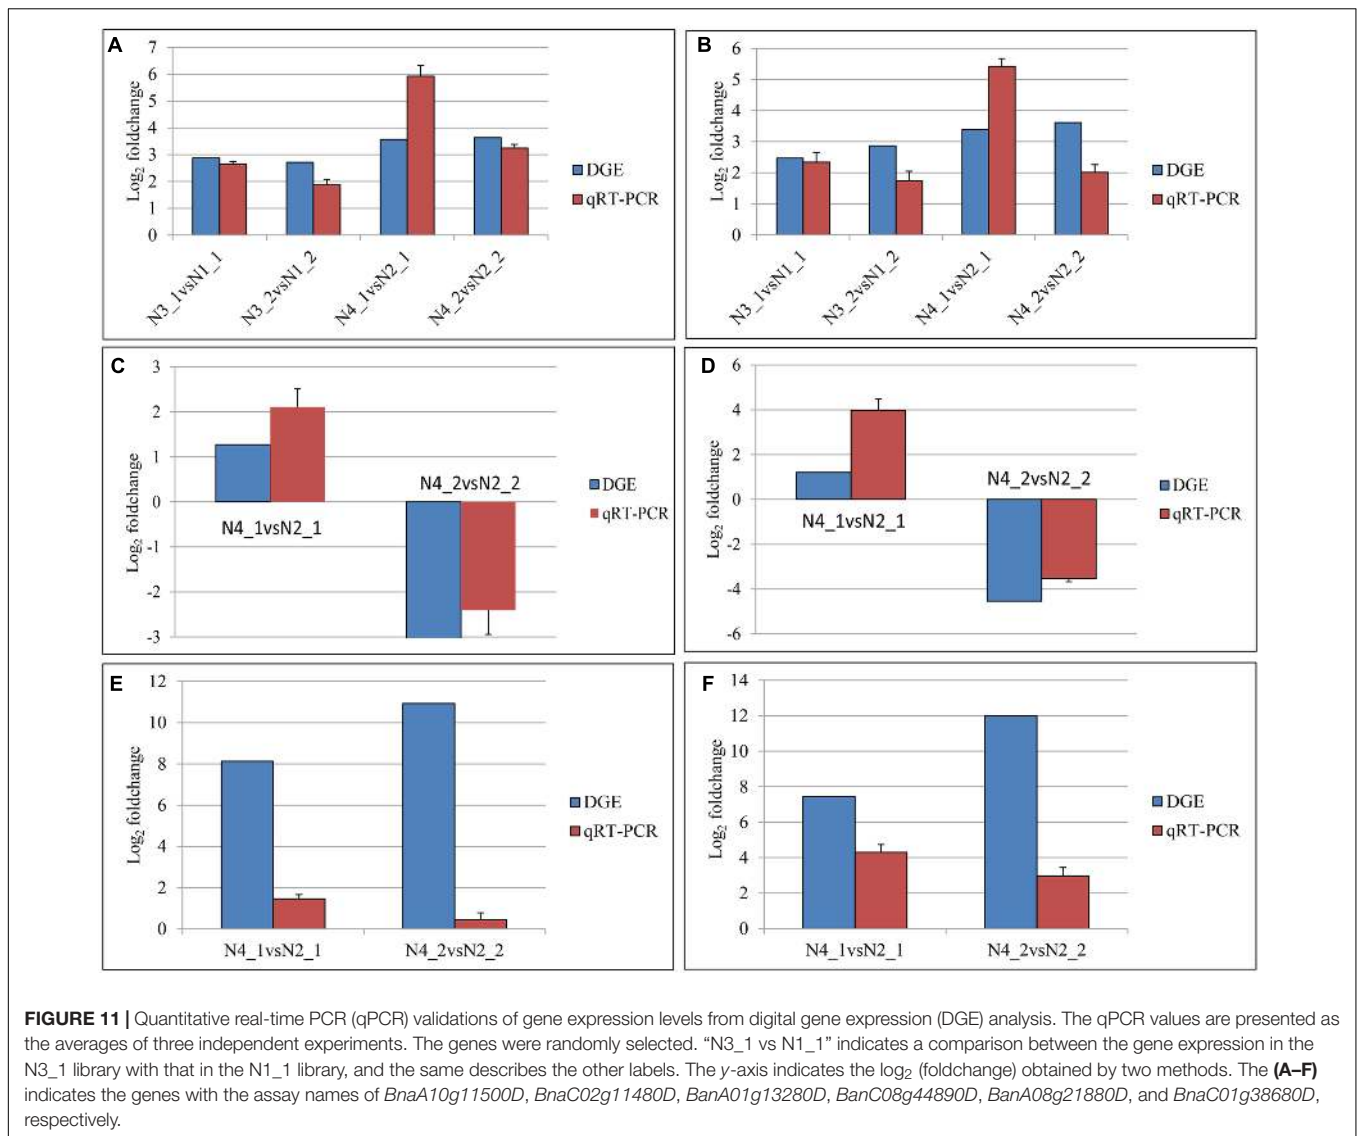 A
Log2 foldchange
7
6
5
4
3
2
1
0
N3_1vsN1_1
N3_2vsN1_2
N4_1vsN2_1
N4_2vsN2_2
DGE
qRT-PCR
B
Log2 foldchange
6
5
4
3
2
1
0
N3_1vsN1_1
N3_2vsN1_2
N4_1vsN2_1
N4_2vsN2_2
DGE
qRT-PCR
C
Log2 foldchange
3
2
1
0
-1
-2
-3
N4_1vsN2_1
N4_2vsN2_2
DGE
qRT-PCR
D
Log2 foldchange
6
4
2
0
-2
-4
-6
N4_1vsN2_1
N4_2vsN2_2
DGE
qRT-PCR
E
Log2 foldchange
12
10
8
6
4
2
0
N4_1vsN2_1
N4_2vsN2_2
DGE
qRT-PCR
F
Log2 foldchange
14
12
10
8
6
4
2
0
N4_1vsN2_1
N4_2vsN2_2
DGE
qRT-PCR
FIGURE 11 | Quantitative real-time PCR (qPCR) validations of gene expression levels from digital gene expression (DGE) analysis. The qPCR values are presented as
the averages of three independent experiments. The genes were randomly selected. “N3_1 vs N1_1” indicates a comparison between the gene expression in the
N3_1 library with that in the N1_1 library, and the same describes the other labels. The y-axis indicates the log2 (foldchange) obtained by two methods. The (A–F)
indicates the genes with the assay names of BnaA10g11500D, BnaC02g11480D, BanA01g13280D, BanC08g44890D, BanA08g21880D, and BnaC01g38680D,
respectively.